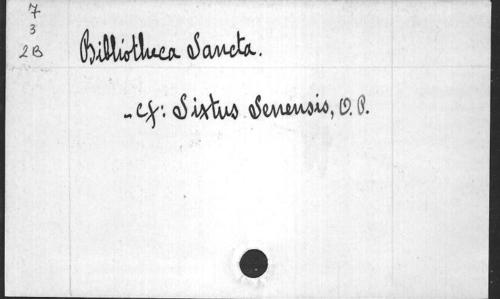 7
3
2B
Bibliotheca Sancta.
- cf: Sixtus Senensis, O. P.